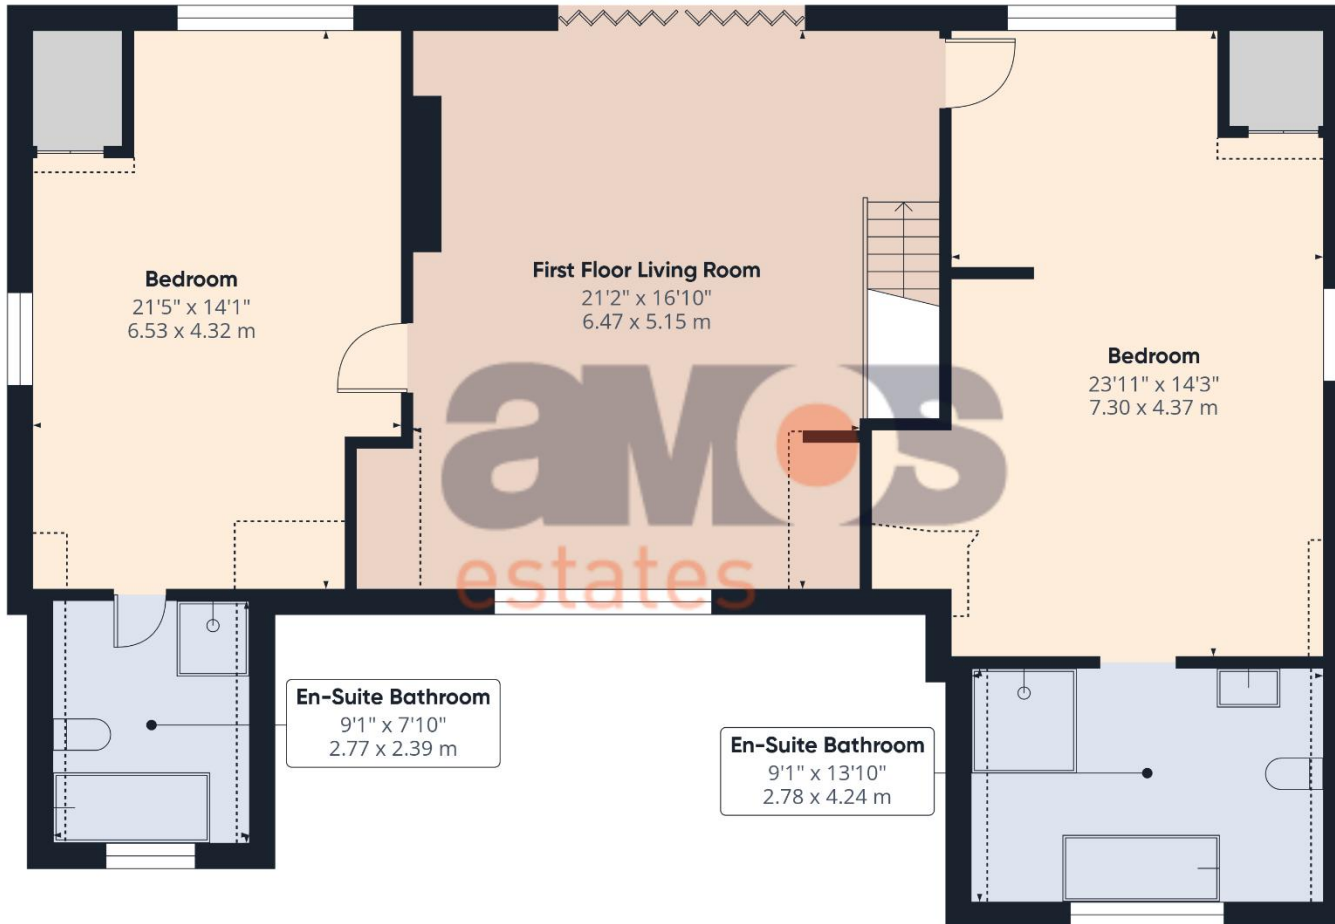 Bedroom
21'5" x 14'1"
6.53 x 4.32 m
First Floor Living Room
21'2" x 16'10"
6.47 x 5.15 m
Bedroom
23'11" x 14'3"
7.30 x 4.37 m
amos
estates
En-Suite Bathroom
9'1" x 7'10"
2.77 x 2.39 m
En-Suite Bathroom
9'1" x 13'10"
2.78 x 4.24 m